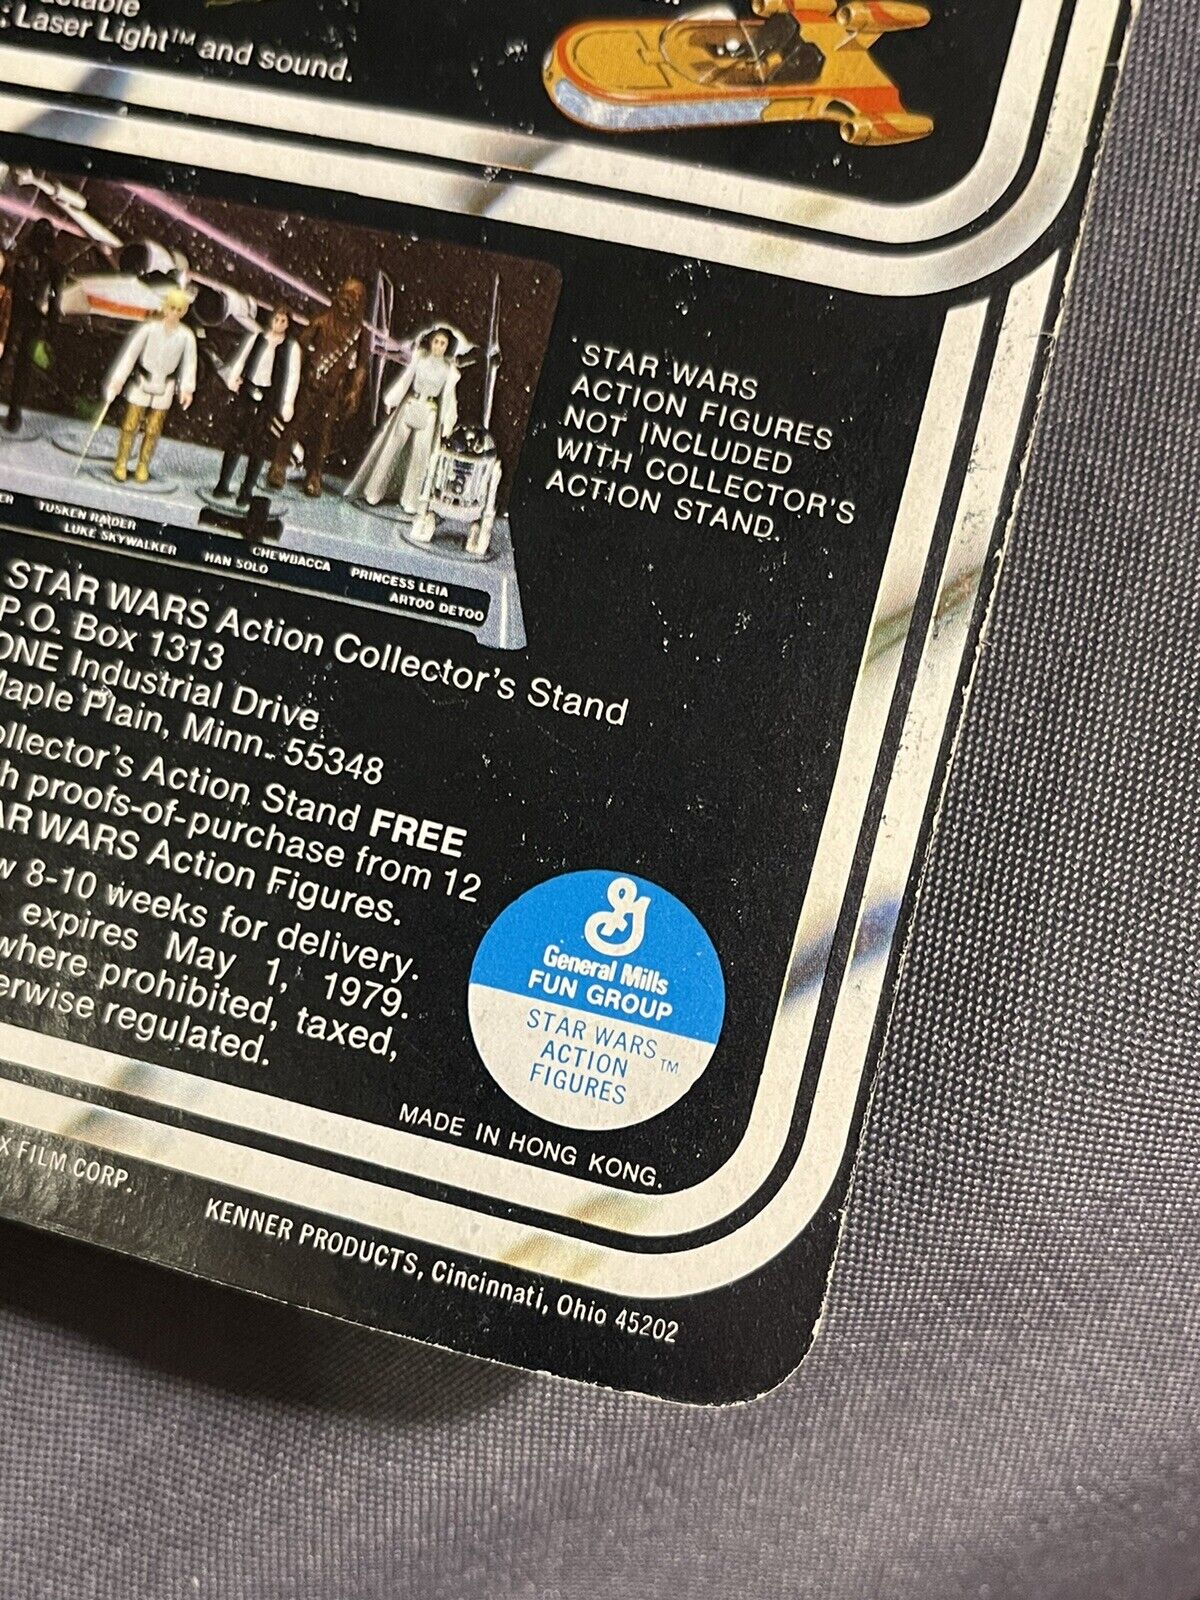 Laser Light™ and sound.
STAR WARS
ACTION FIGURES
NOT INCLUDED
WITH COLLECTOR'S
ACTION STAND.
TUSKEN RAIDER
LUKE SKYWALKER
HAN SOLO
CHEWBACCA
PRINCESS LEIA
ARTOO DETOO
STAR WARS Action Collector's Stand
P.O. Box 1313
ONE Industrial Drive
Maple Plain, Minn. 55348
ollector's Action Stand FREE
h proofs-of-purchase from 12
AR WARS Action Figures.
w 8-10 weeks for delivery.
expires May 1, 1979.
where prohibited, taxed,
erwise regulated.
General Mills
FUN GROUP
STAR WARS™
ACTION
FIGURES
MADE IN HONG KONG.
X FILM CORP.
KENNER PRODUCTS, Cincinnati, Ohio 45202